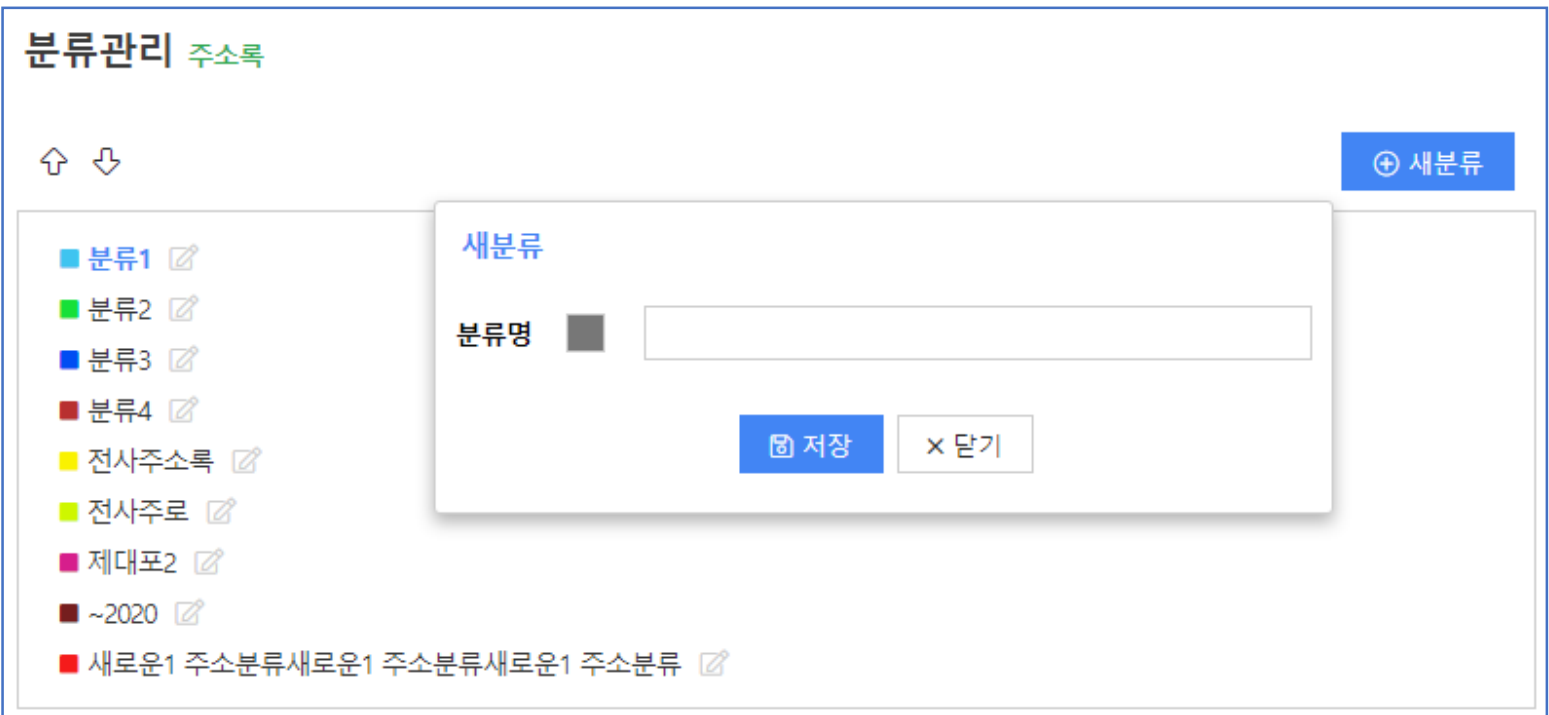 분류관리 주소록
새분류
새분류
분류명
저장 닫기
분류1
분류2
분류3
분류4
전사주소록
전사주로
제대포2
~2020
새로운1 주소분류새로운1 주소분류새로운1 주소분류